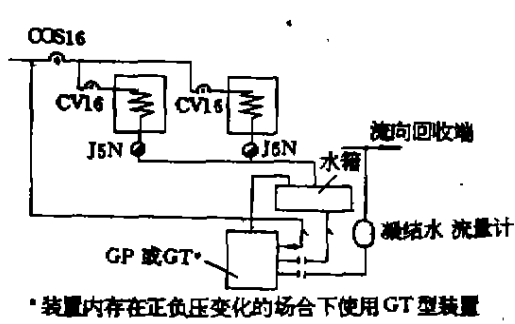 COS16
CV16
CV16
J5N
J5N
流向回收端
水箱
凝结水 流量计
GP 或GT*
*装置内存在正负压变化的场合下使用GT型装置